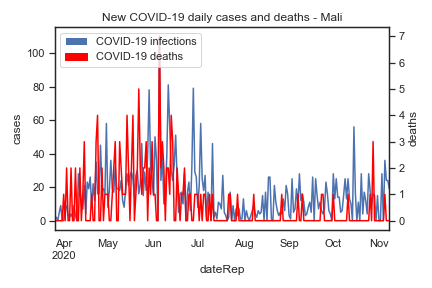 New COVID-19 daily cases and deaths - Mali
COVID-19 infections
COVID-19 deaths
100
80
60
40
20
0
cases
7
6
5
4
3
2
1
0
deaths
Apr May Jun Jul Aug Sep Oct Nov
2020
dateRep